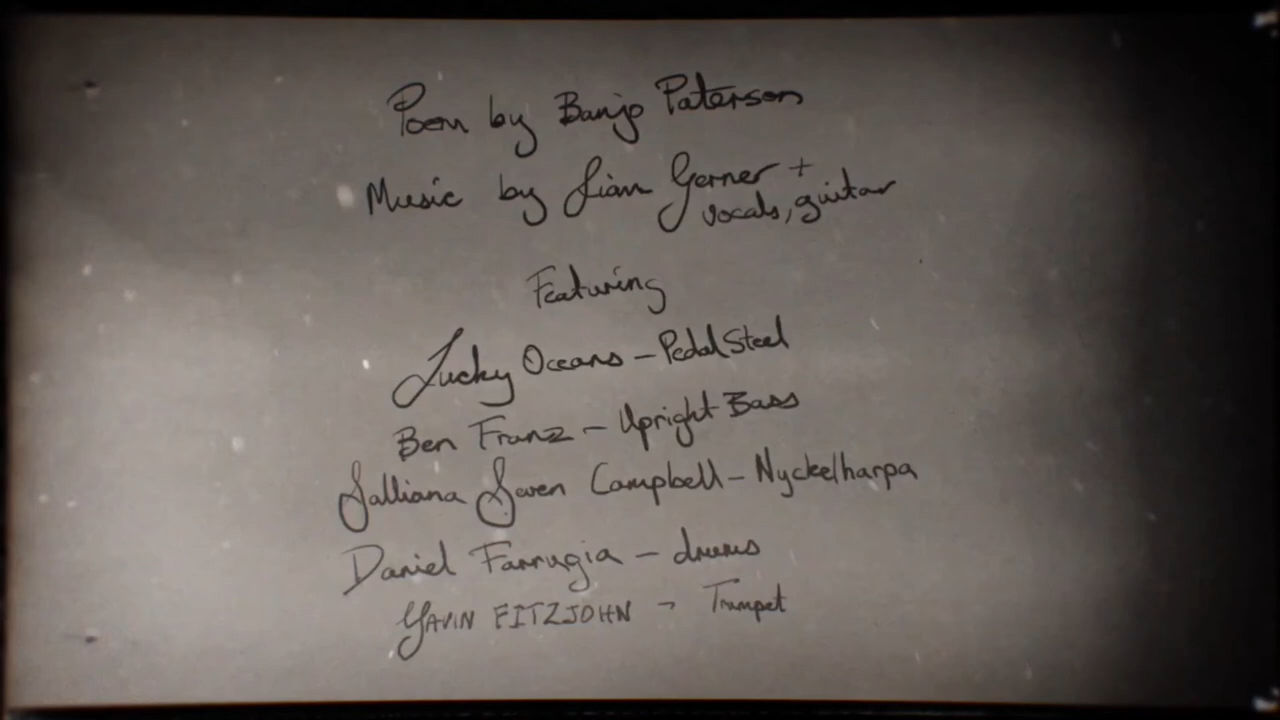 Poem by Banjo Paterson
Music by Liam Gerner +
vocals, guitar
Featuring
Lucky Oceans – Pedal Steel
Ben Franz – Upright Bass
Salliana Seven Campbell – Nyckelharpa
Daniel Farrugia – drums
GAVIN FITZJOHN – Trumpet